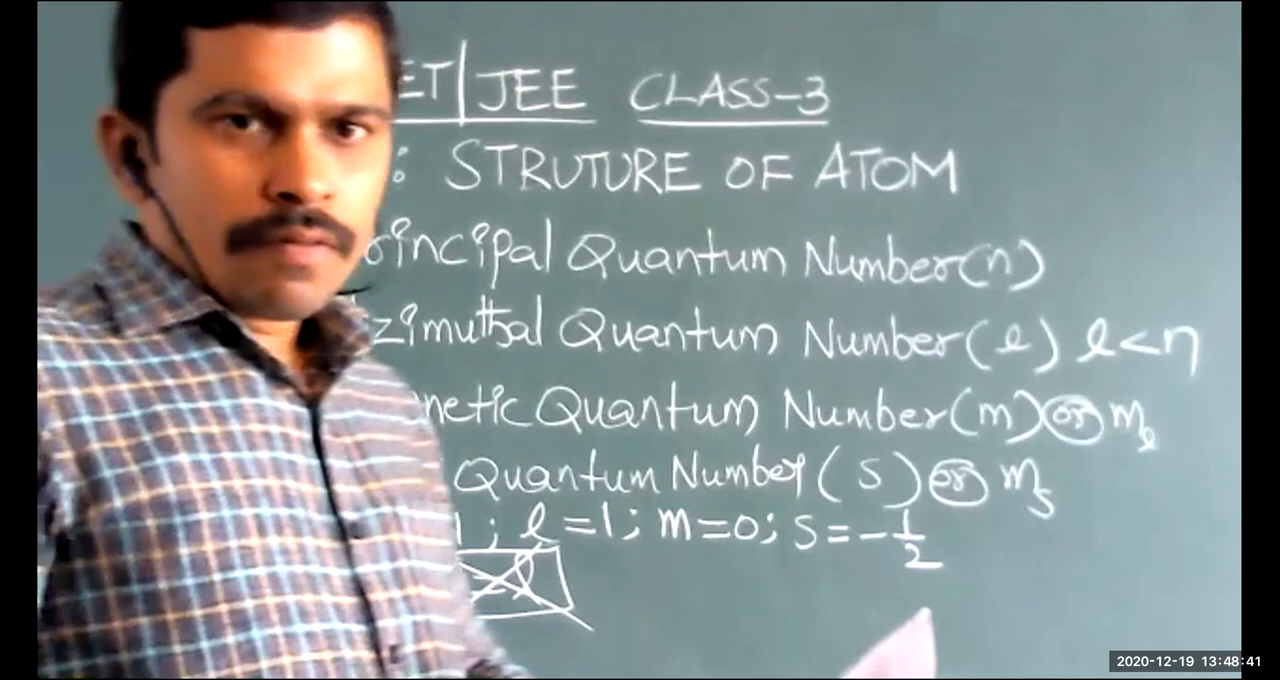 ET/JEE CLASS-3
: STRUTURE OF ATOM
rincipal Quantum Number(n)
zimuthal Quantum Number(l) l<n
netic Quantum Number(m) or mₗ
Quantum Number(s) or mₛ
1; l=1; m=0; s=-1/2
2020-12-19 13:48:41